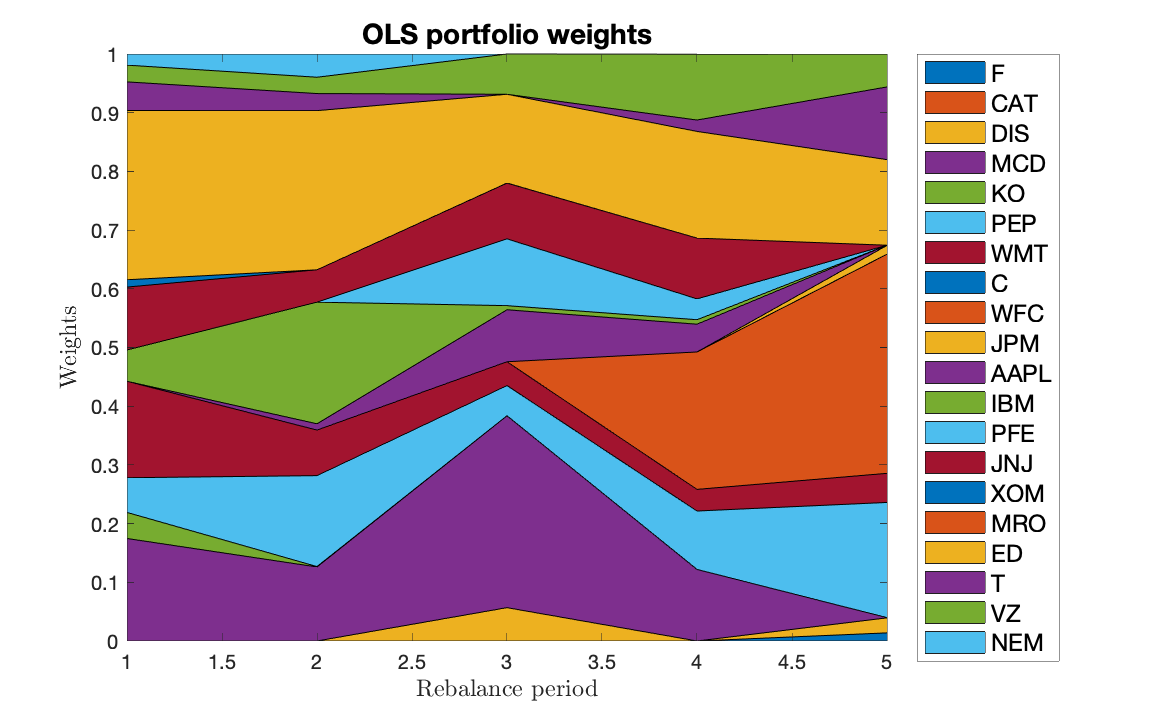 OLS portfolio weights
1
0.9
0.8
0.7
0.6
0.5
0.4
0.3
0.2
0.1
0
Weights
1 1.5 2 2.5 3 3.5 4 4.5 5
Rebalance period
F
CAT
DIS
MCD
KO
PEP
WMT
C
WFC
JPM
AAPL
IBM
PFE
JNJ
XOM
MRO
ED
T
VZ
NEM